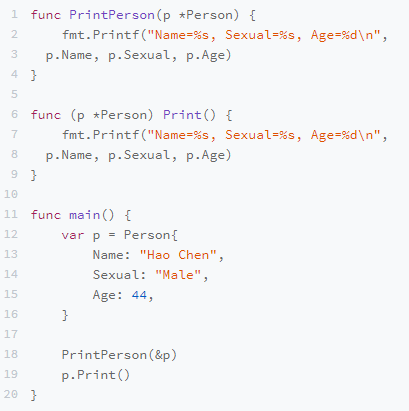 1 func PrintPerson(p *Person) {
2 fmt.Printf("Name=%s, Sexual=%s, Age=%d\n",
3 p.Name, p.Sexual, p.Age)
4 }
5
6 func (p *Person) Print() {
7 fmt.Printf("Name=%s, Sexual=%s, Age=%d\n",
8 p.Name, p.Sexual, p.Age)
9 }
10
11 func main() {
12 var p = Person{
13 Name: "Hao Chen",
14 Sexual: "Male",
15 Age: 44,
16 }
17
18 PrintPerson(&p)
19 p.Print()
20 }